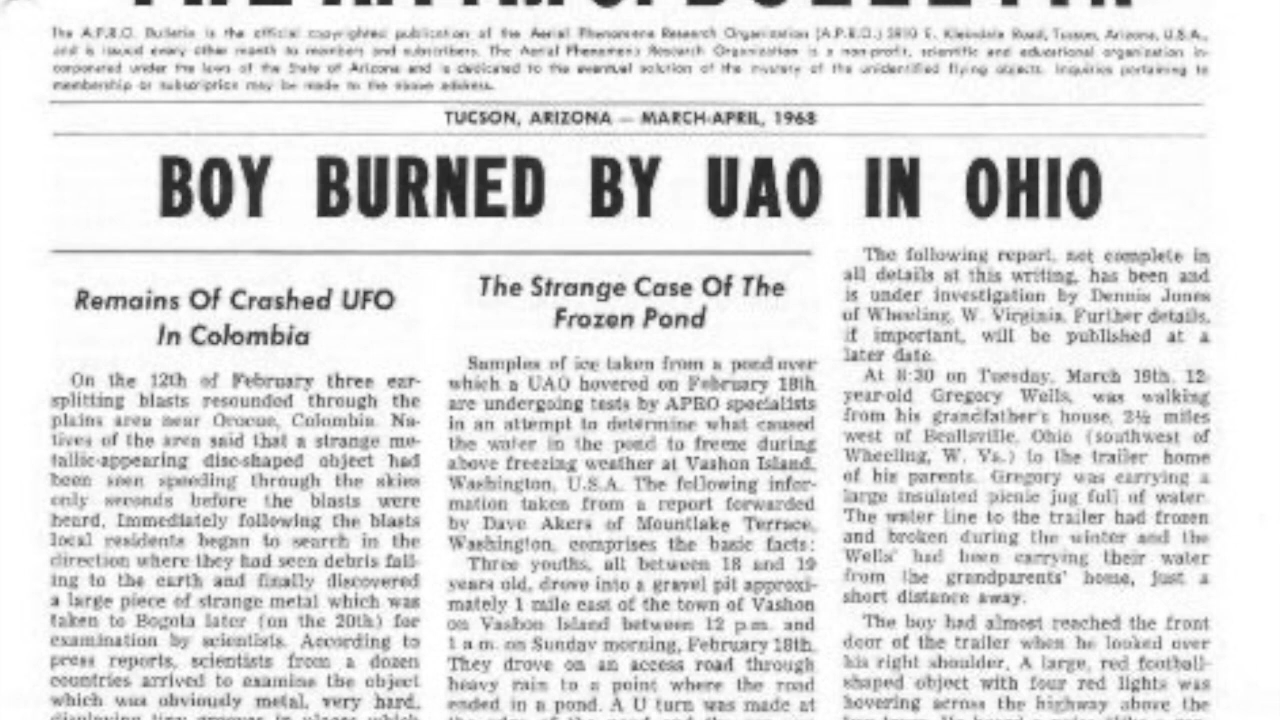 THE A.P.R.O. BULLETIN
The A.P.R.O. Bulletin is the official copyrighted publication of the Aerial Phenomena Research Organization (A.P.R.O.) 3910 E. Kleindale Road, Tucson, Arizona, U.S.A.,
and is issued every other month to members and subscribers. The Aerial Phenomena Research Organization is a non-profit, scientific and educational organization in-
corporated under the laws of the State of Arizona and is dedicated to the eventual solution of the mystery of the unidentified flying objects. Inquiries pertaining to
membership or subscription may be made to the above address.
TUCSON, ARIZONA — MARCH-APRIL, 1968
BOY BURNED BY UAO IN OHIO
Remains Of Crashed UFO
In Colombia
On the 12th of February three ear-
splitting blasts resounded through the
plains area near Orocue, Colombia. Na-
tives of the area said that a strange me-
tallic-appearing disc-shaped object had
been seen speeding through the skies
only seconds before the blasts were
heard. Immediately following the blasts
local residents began to search in the
direction where they had seen debris fall-
ing to the earth and finally discovered
a large piece of strange metal which was
taken to Bogota later (on the 20th) for
examination by scientists. According to
press reports, scientists from a dozen
countries arrived to examine the object
which was obviously metal, very hard,
displaying tiny grooves in places which
The Strange Case Of The
Frozen Pond
Samples of ice taken from a pond over
which a UAO hovered on February 18th
are undergoing tests by APRO specialists
in an attempt to determine what caused
the water in the pond to freeze during
above freezing weather at Vashon Island,
Washington, U.S.A. The following infor-
mation taken from a report forwarded
by Dave Akers of Mountlake Terrace,
Washington, comprises the basic facts:
Three youths, all between 18 and 19
years old, drove into a gravel pit approxi-
mately 1 mile east of the town of Vashon
on Vashon Island between 12 p.m. and
1 a.m. on Sunday morning, February 18th.
They drove on an access road through
heavy rain to a point where the road
ended in a pond. A U turn was made at
The following report, not complete in
all details at this writing, has been and
is under investigation by Dennis Jones
of Wheeling, W. Virginia. Further details,
if important, will be published at a
later date.
At 8:30 on Tuesday, March 19th, 12-
year-old Gregory Wells, was walking
from his grandfather's house, 2½ miles
west of Beallsville, Ohio (southwest of
Wheeling, W. Va.) to the trailer home
of his parents. Gregory was carrying a
large insulated picnic jug full of water.
The water line to the trailer had frozen
and broken during the winter and the
Wells' had been carrying their water
from the grandparents' home, just a
short distance away.
The boy had almost reached the front
door of the trailer when he looked over
his right shoulder. A large, red football-
shaped object with four red lights was
hovering across the highway above the